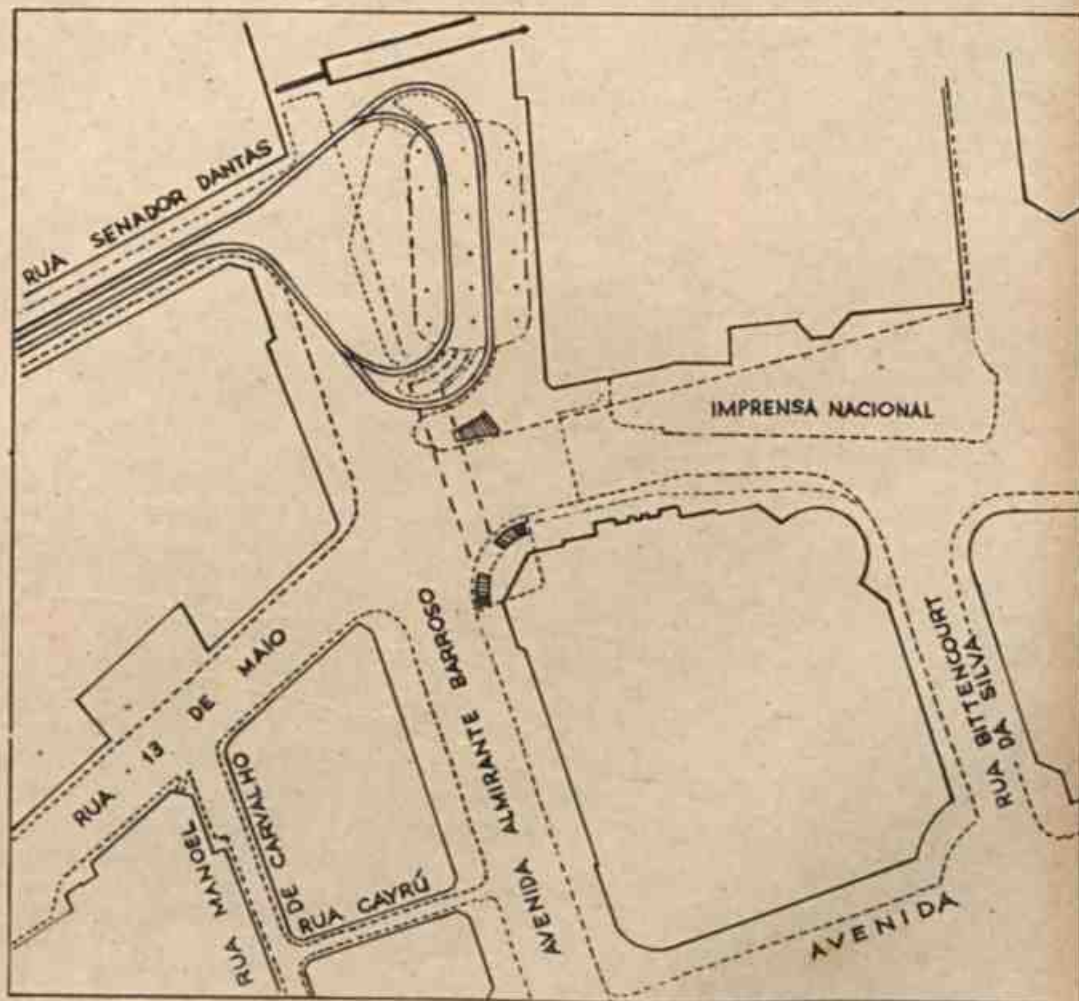 RUA SENADOR DANTAS
IMPRENSA NACIONAL
RUA 13 DE MAIO
AVENIDA ALMIRANTE BARROSO
RUA BITTENCOURT
DA SILVA
RUA MANOEL
DE CARVALHO
RUA CAYRÚ
AVENIDA